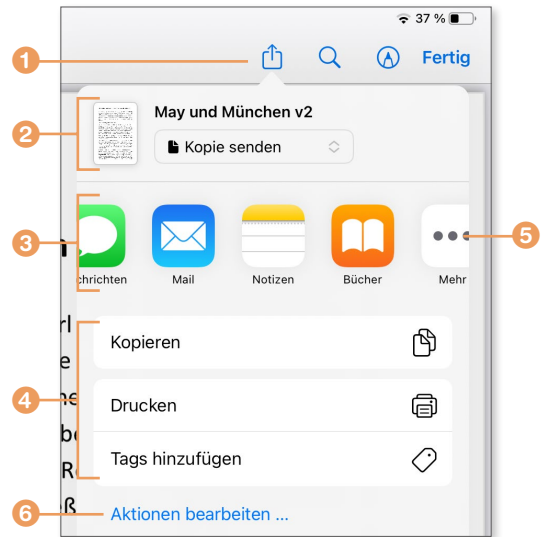 37 %
1
Fertig
2
May und München v2
Kopie senden
3
5
chrichten
Mail
Notizen
Bücher
Mehr
rl
Kopieren
e
4
Drucken
Tags hinzufügen
6
Aktionen bearbeiten ...